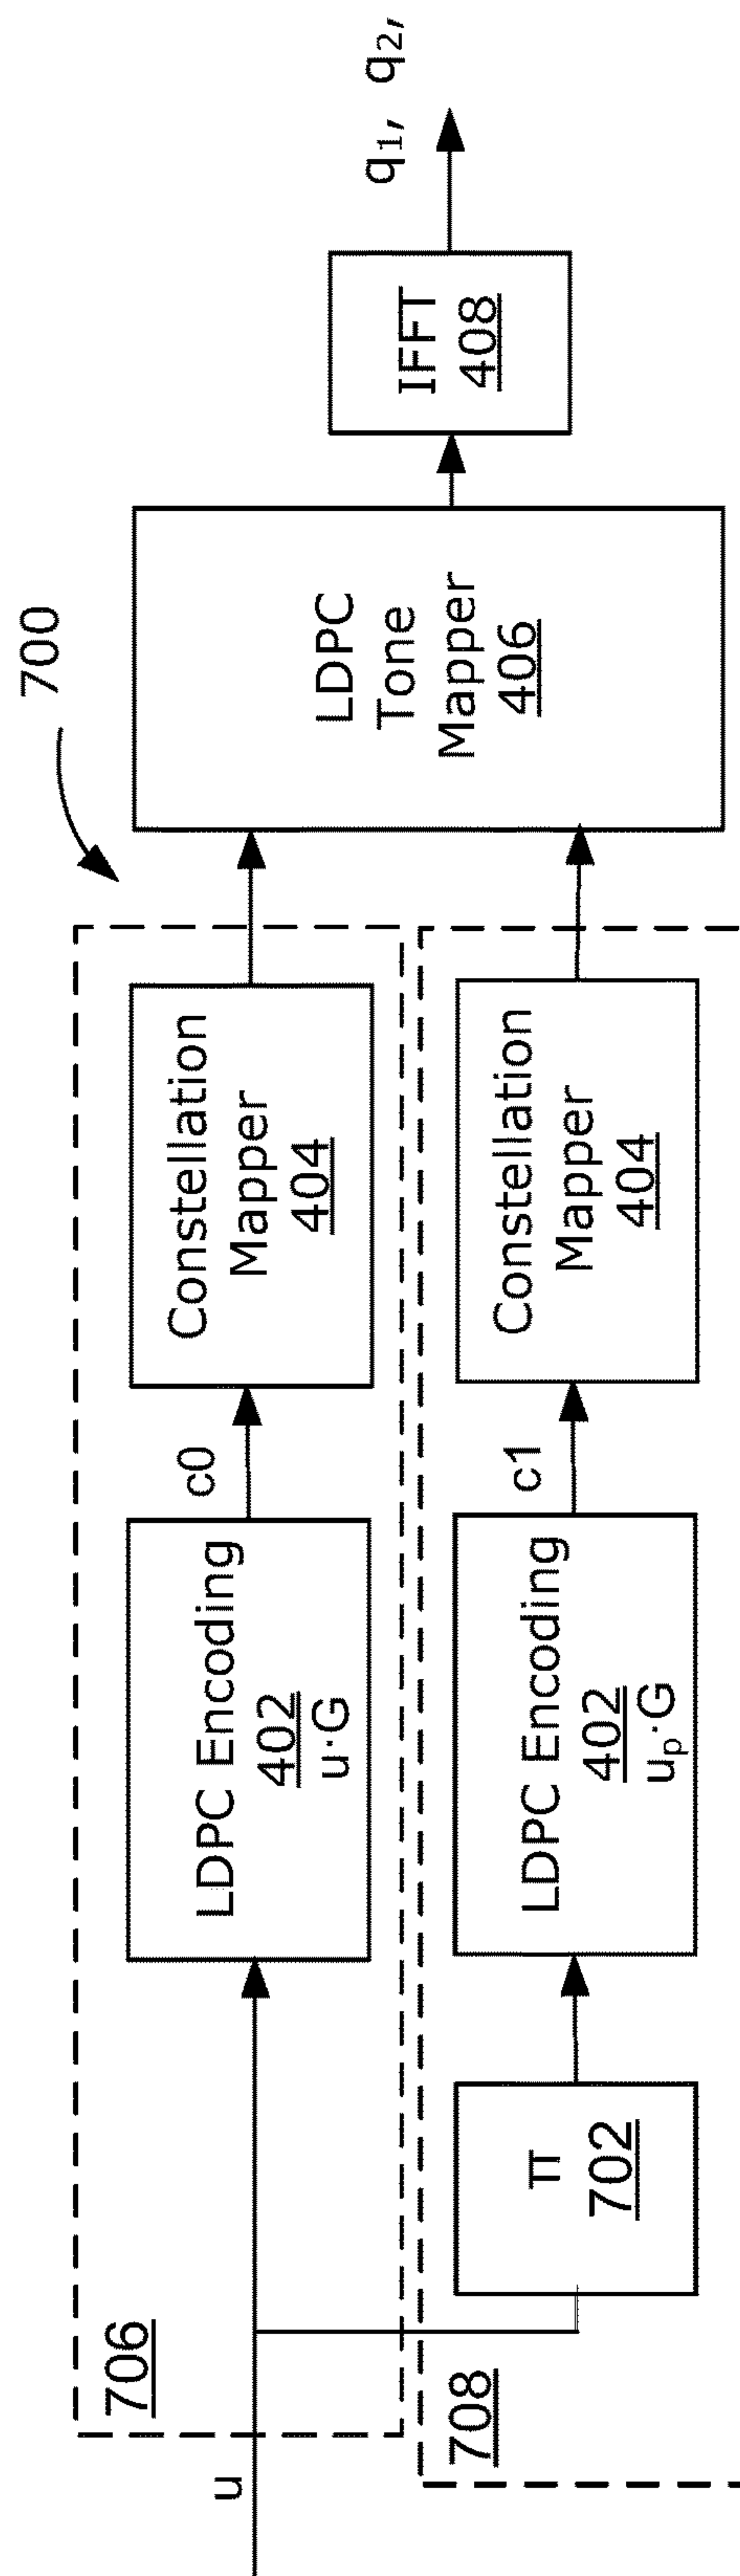 700
706
u
LDPC Encoding
402
u·G
c0
Constellation
Mapper
404
LDPC
Tone
Mapper
406
IFFT
408
q₁, q₂,
708
π
702
LDPC Encoding
402
uₚ·G
c1
Constellation
Mapper
404